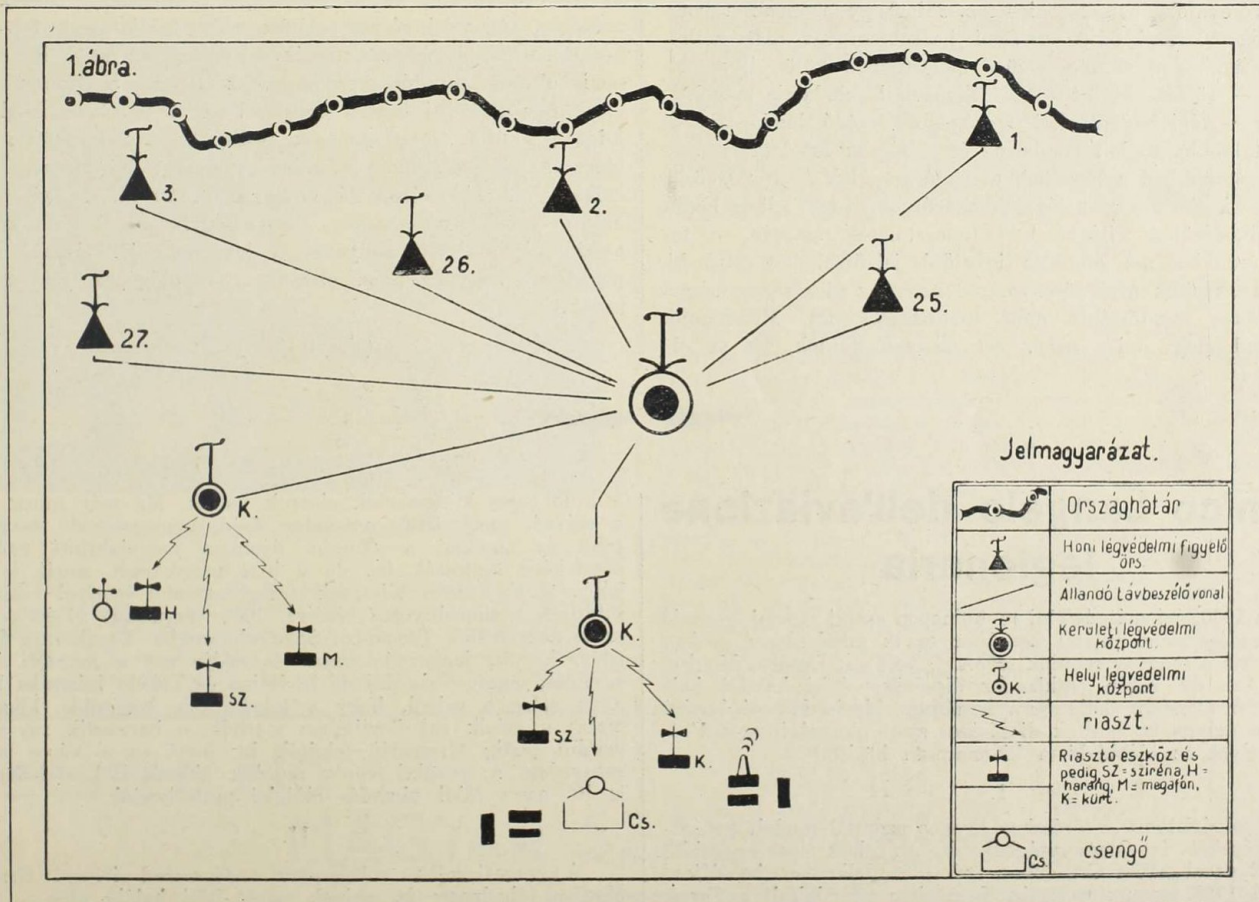 1.ábra.
1.
3.
2.
26.
25.
27.
K.
H
M.
SZ.
K.
SZ
K.
Cs.
Jelmagyarázat.
Országhatár
Honi légvédelmi figyelő
őrs.
Állandó távbeszélő vonal
Kerületi légvédelmi
központ.
K.
Helyi légvédelmi
központ
riaszt.
Riasztó eszköz és
pedig SZ=sziréna, H=
harang, M=megafon,
K=kürt.
Cs.
csengő